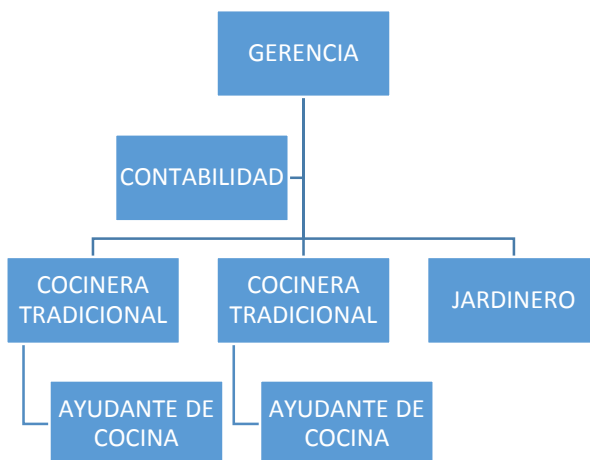 GERENCIA
CONTABILIDAD
COCINERA
TRADICIONAL
COCINERA
TRADICIONAL
JARDINERO
AYUDANTE DE
COCINA
AYUDANTE DE
COCINA